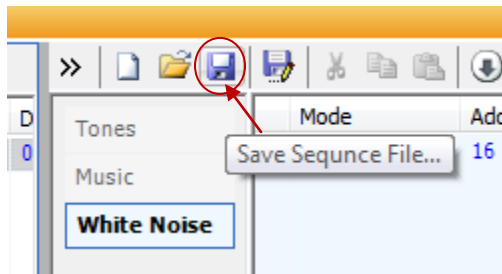 »
D
Mode
Add
0
Tones
Save Sequnce File...
16
Music
White Noise